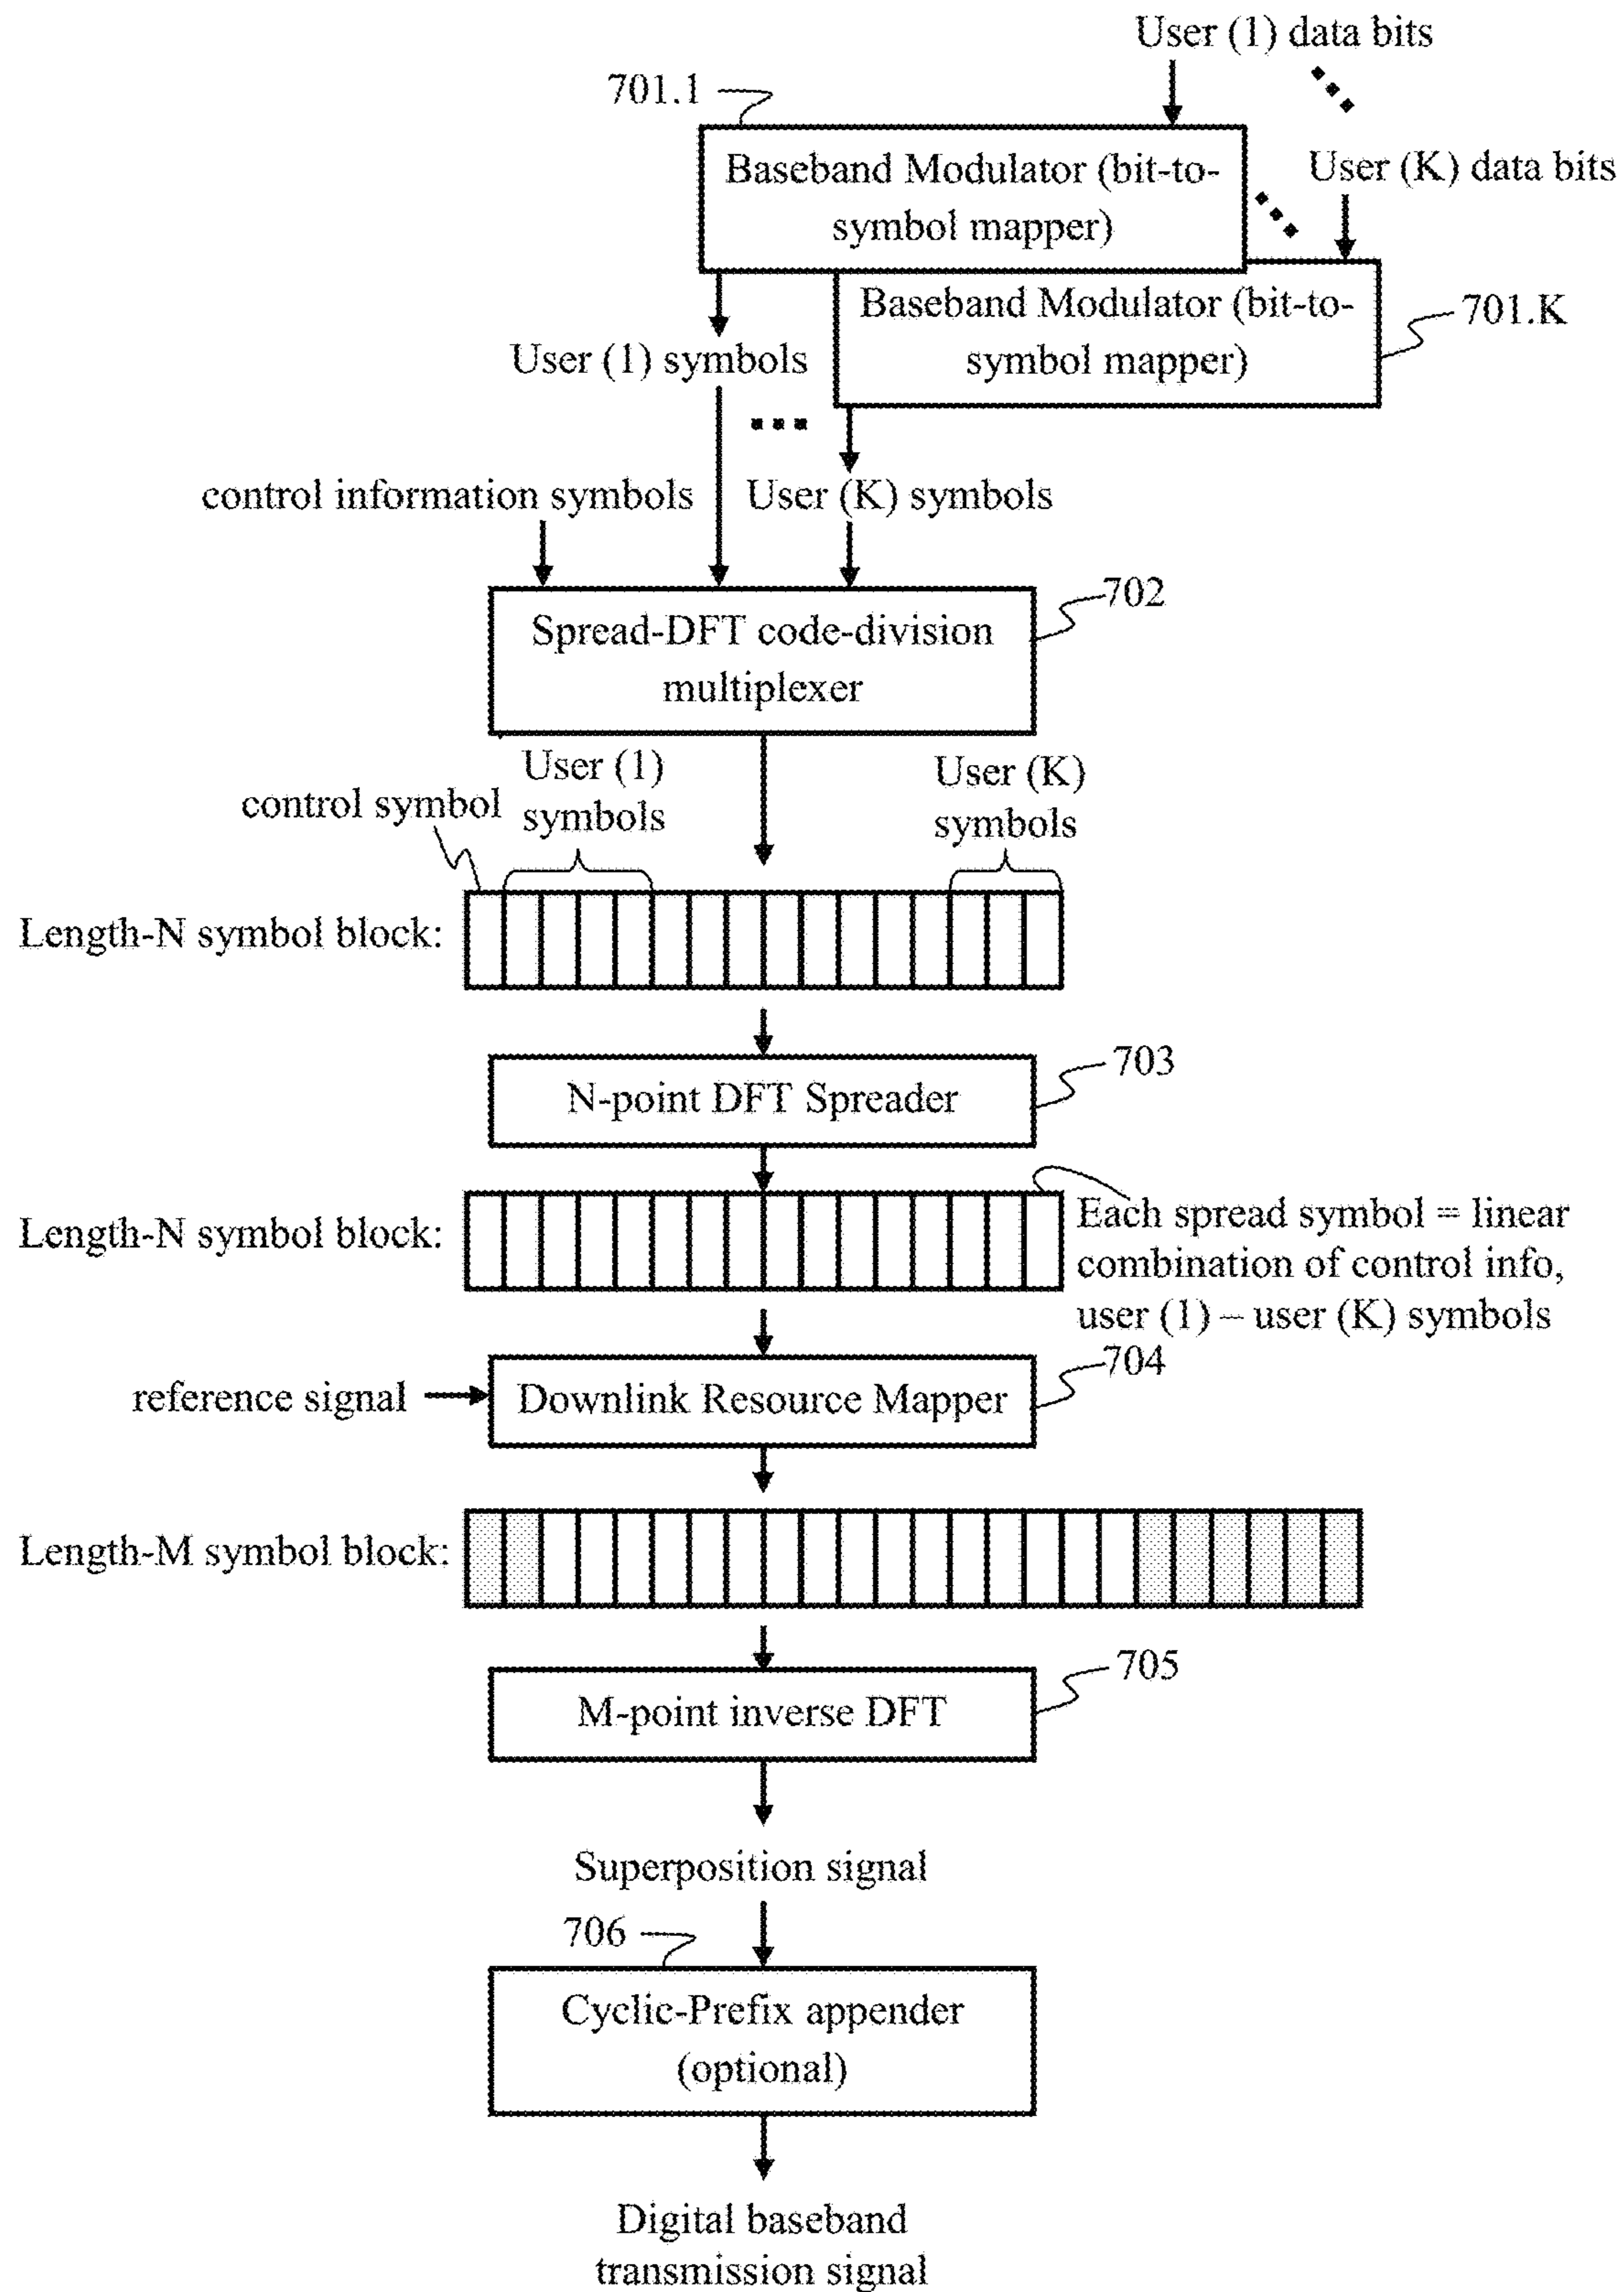 User (1) data bits
701.1
Baseband Modulator (bit-to-
symbol mapper)
User (K) data bits
Baseband Modulator (bit-to-
symbol mapper)
701.K
User (1) symbols
control information symbols
User (K) symbols
702
Spread-DFT code-division
multiplexer
User (1)
symbols
User (K)
symbols
control symbol
Length-N symbol block:
703
N-point DFT Spreader
Length-N symbol block:
Each spread symbol = linear
combination of control info,
user (1) – user (K) symbols
704
reference signal
Downlink Resource Mapper
Length-M symbol block:
705
M-point inverse DFT
Superposition signal
706
Cyclic-Prefix appender
(optional)
Digital baseband
transmission signal